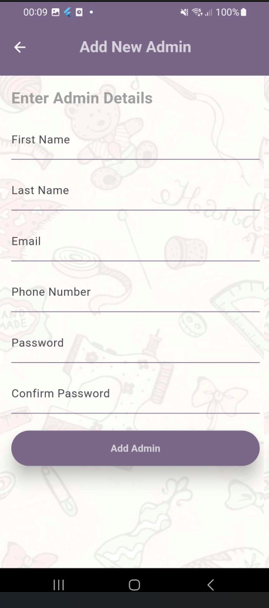 00:09
100%
Add New Admin
Enter Admin Details
First Name
Last Name
Email
Phone Number
Password
Confirm Password
Add Admin